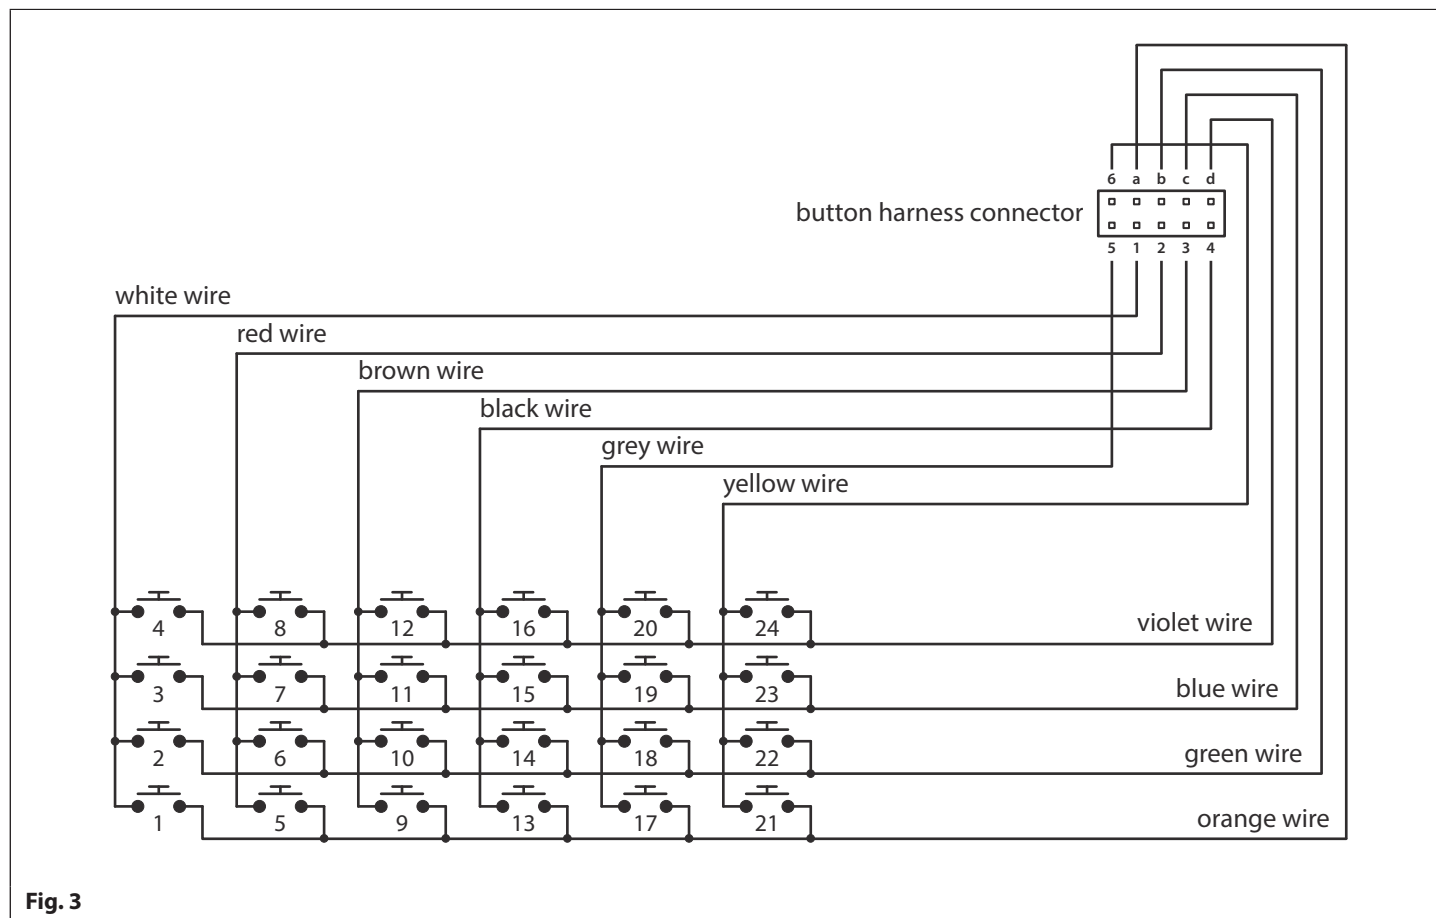 6 a b c d
button harness connector
5 1 2 3 4
white wire
red wire
brown wire
black wire
grey wire
yellow wire
4 8 12 16 20 24
violet wire
3 7 11 15 19 23
blue wire
2 6 10 14 18 22
green wire
1 5 9 13 17 21
orange wire
Fig. 3